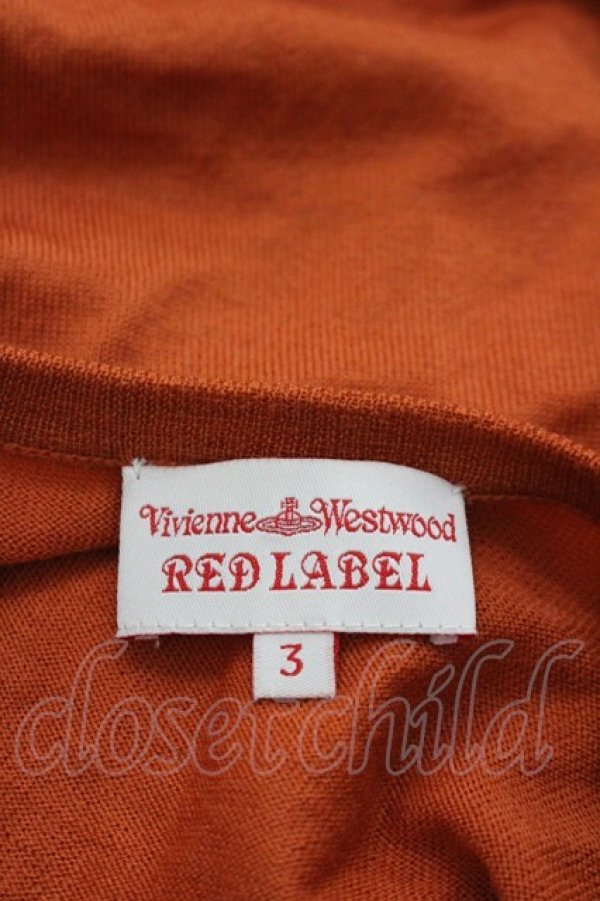 Vivienne Westwood
RED LABEL
3
closetchild